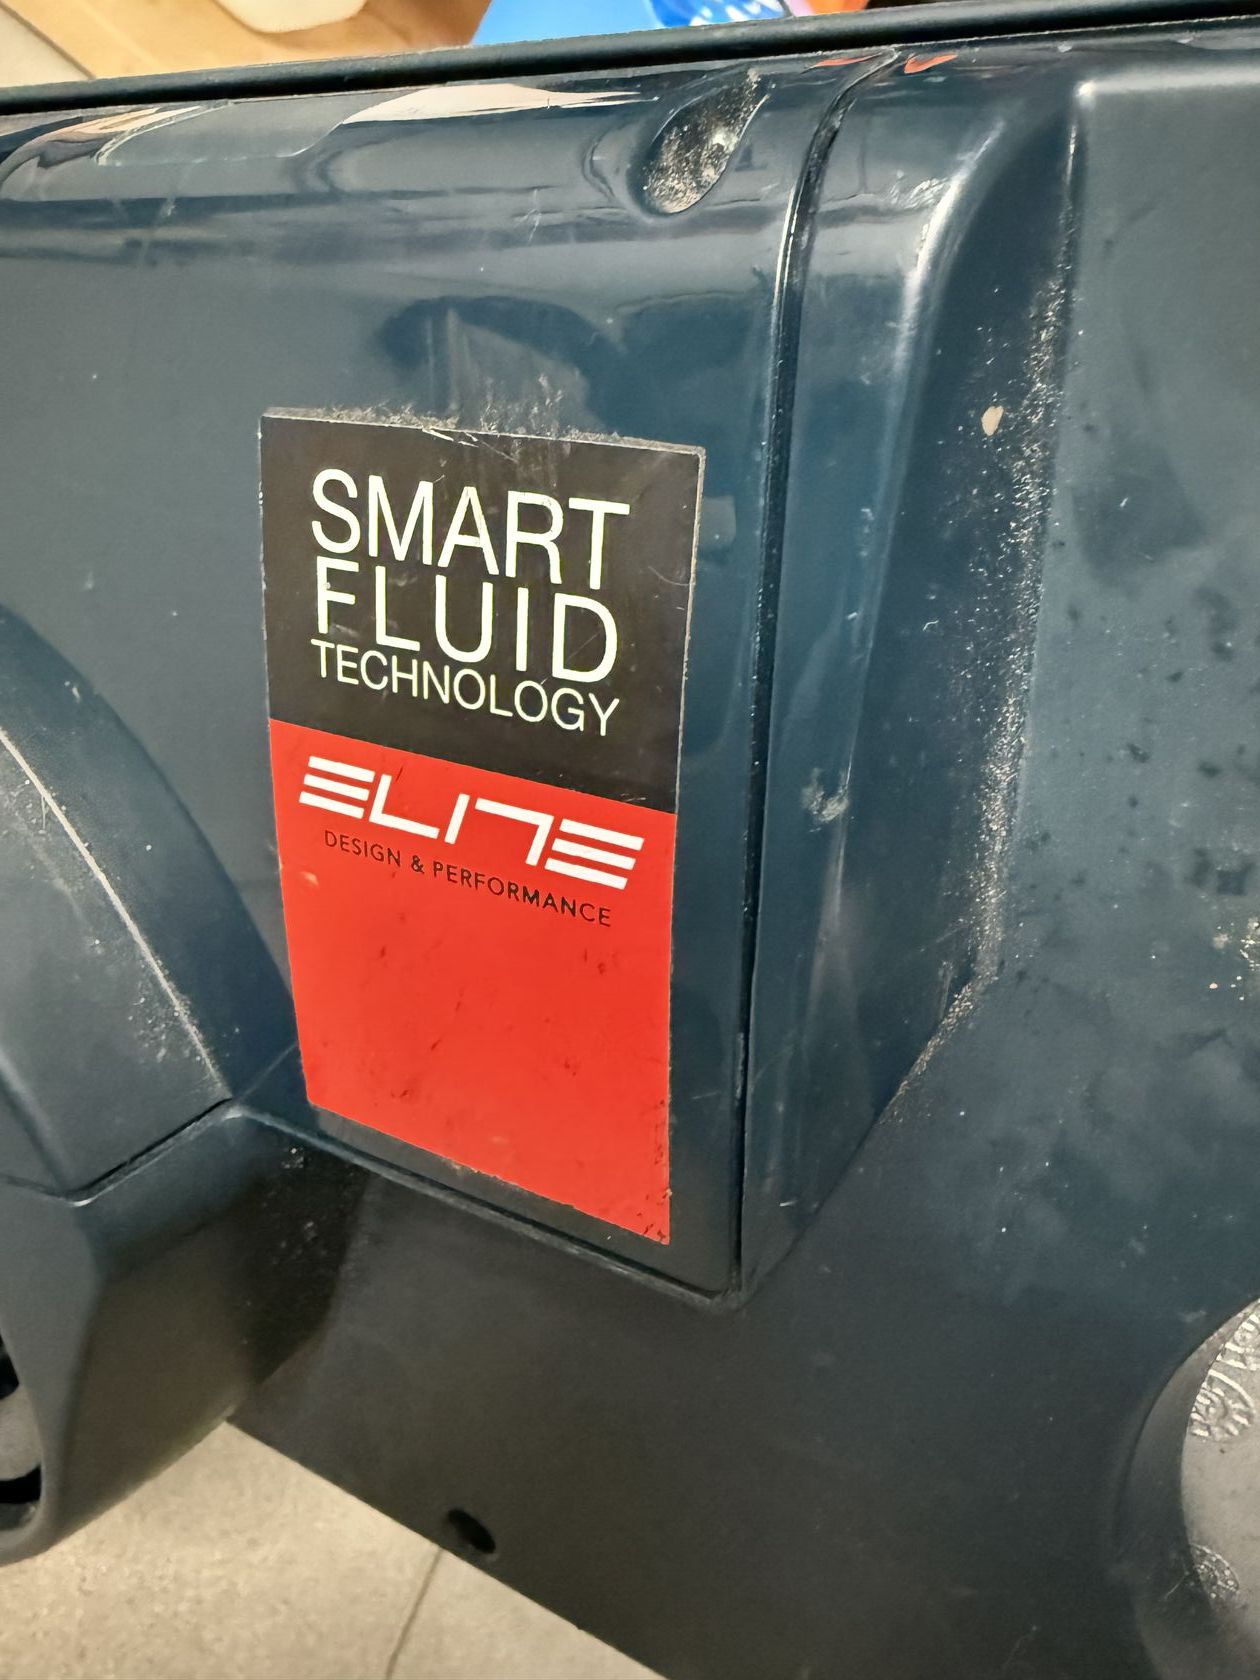 SMART
FLUID
TECHNOLOGY
ELITE
DESIGN & PERFORMANCE